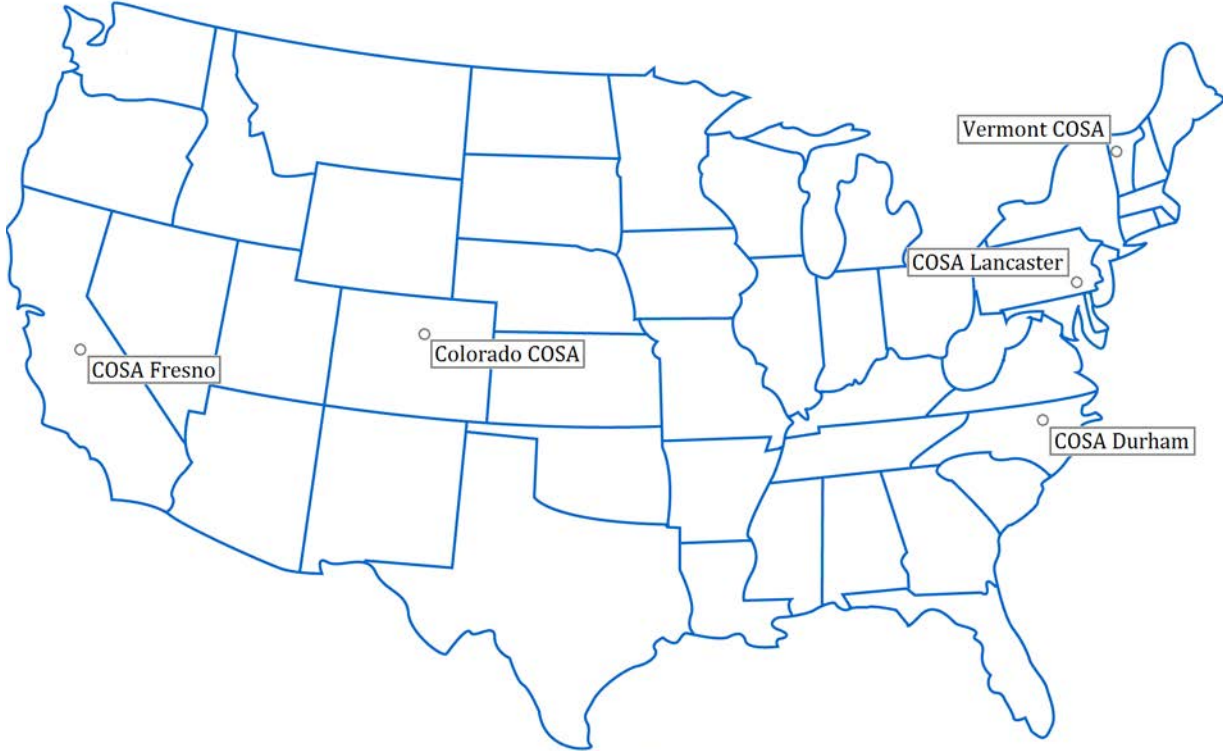 Vermont COSA
COSA Lancaster
Colorado COSA
COSA Fresno
COSA Durham